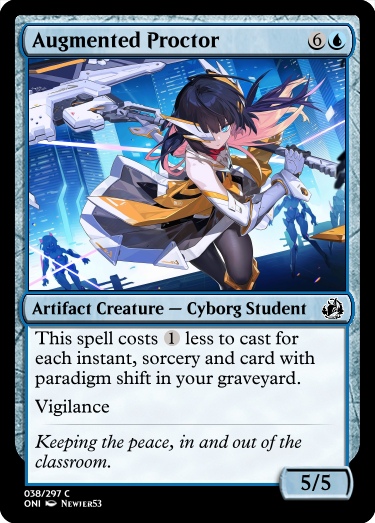 Augmented Proctor 6
Artifact Creature — Cyborg Student
This spell costs 1 less to cast for
each instant, sorcery and card with
paradigm shift in your graveyard.
Vigilance
Keeping the peace, in and out of the
classroom.
5/5
038/297 C
ONI Newier53